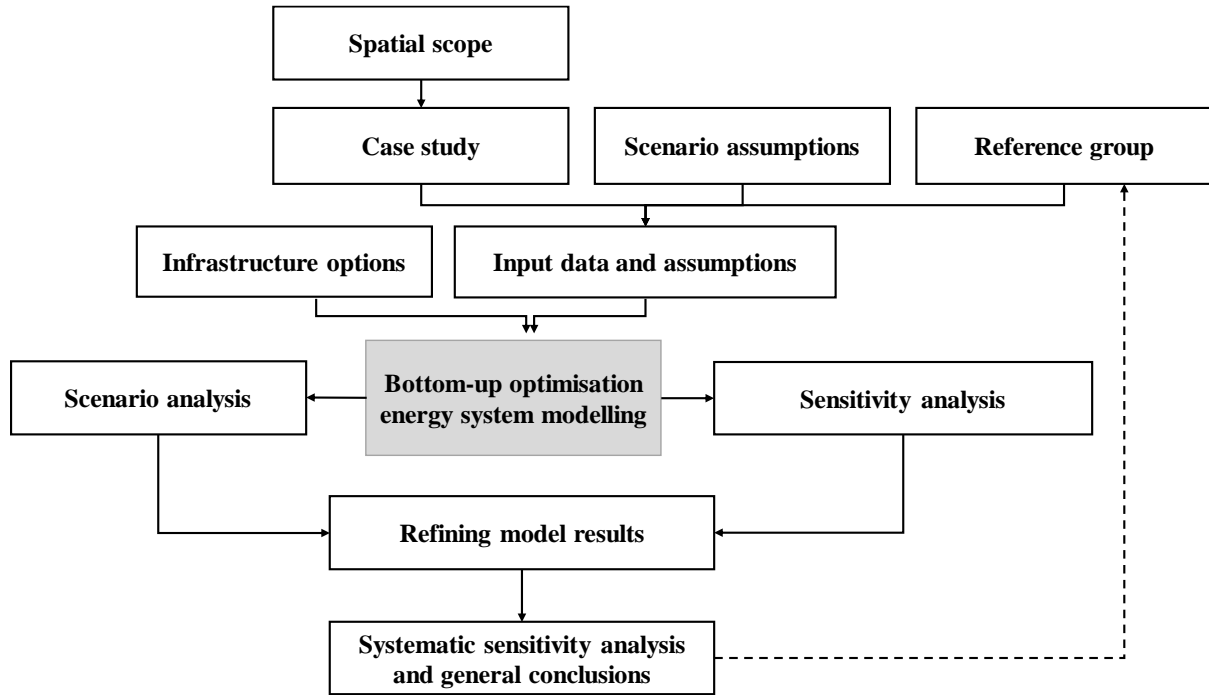 Spatial scope
Case study
Scenario assumptions
Reference group
Infrastructure options
Input data and assumptions
Scenario analysis
Bottom-up optimisation
energy system modelling
Sensitivity analysis
Refining model results
Systematic sensitivity analysis
and general conclusions